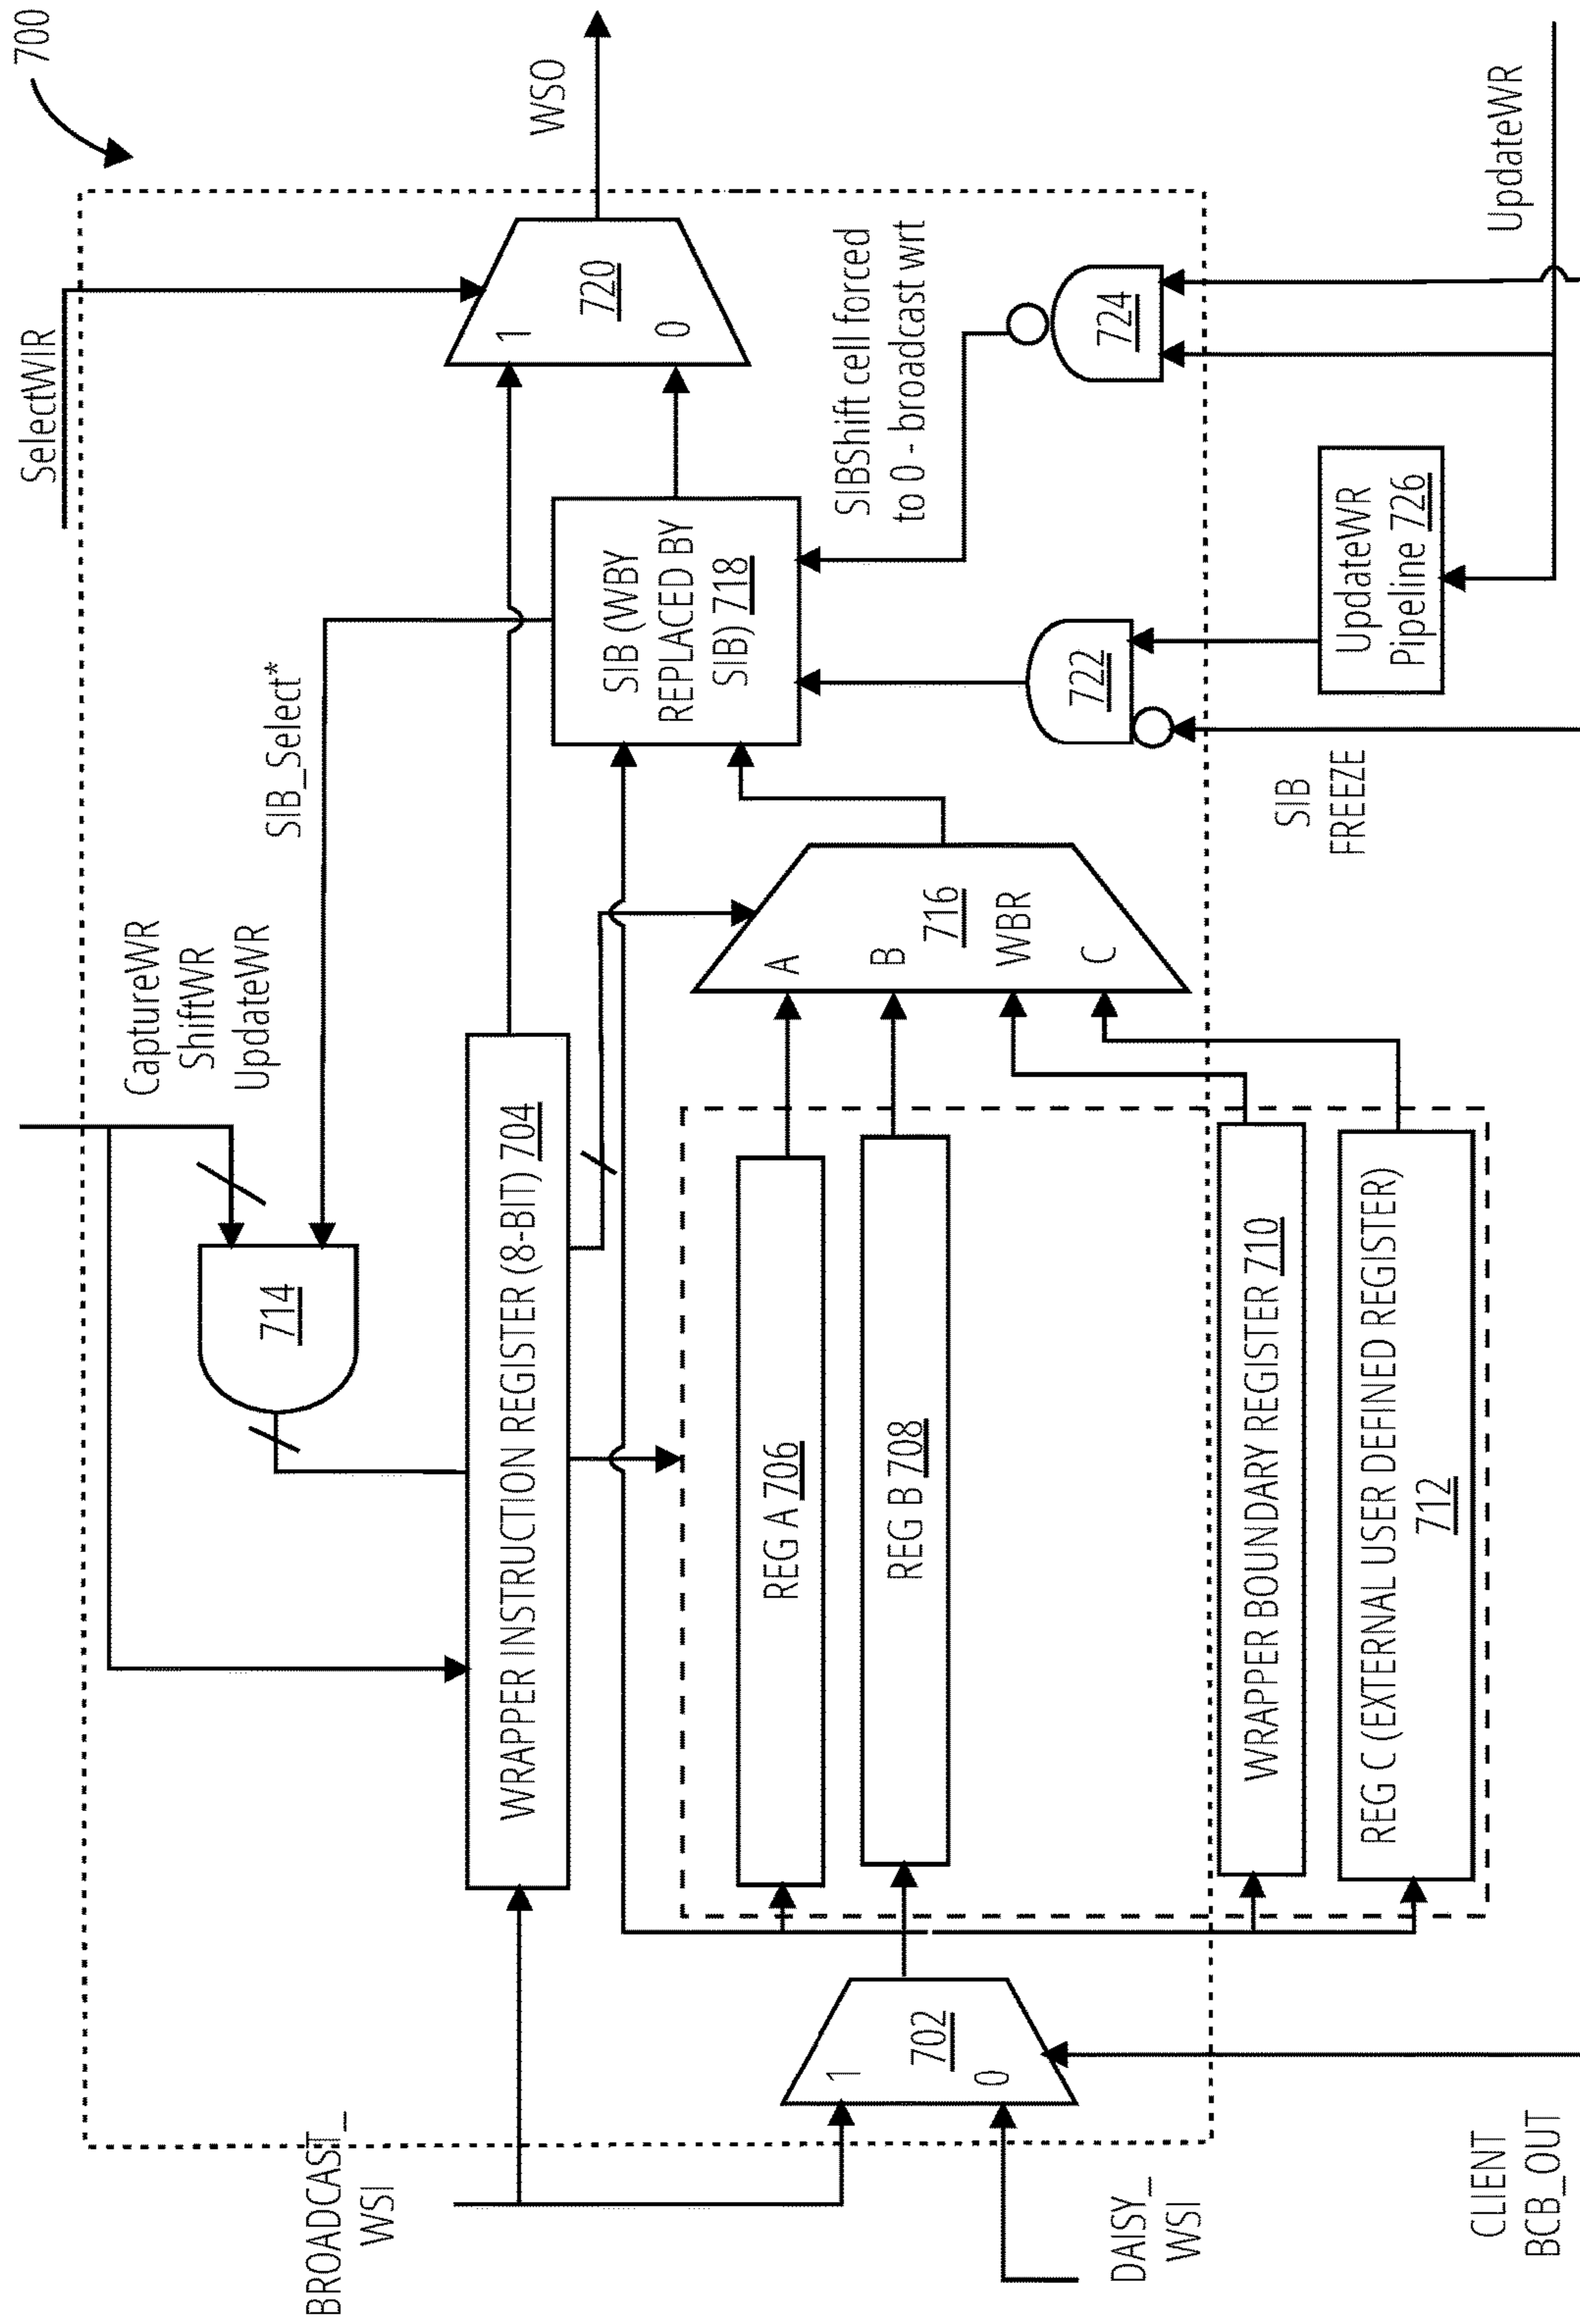 700
SelectWIR
WSO
CaptureWR
ShiftWR
UpdateWR
SIB_Select*
714
1
720
0
BROADCAST_
WSI
WRAPPER INSTRUCTION REGISTER (8-BIT) 704
SIB (WBY
REPLACED BY
SIB) 718
SIBShift cell forced
to 0 - broadcast wrt
1
702
0
REG A 706
REG B 708
A
B
716
WBR
C
722
724
DAISY_
WSI
WRAPPER BOUNDARY REGISTER 710
REG C (EXTERNAL USER DEFINED REGISTER)
712
SIB
FREEZE
UpdateWR
Pipeline 726
UpdateWR
CLIENT
BCB_OUT